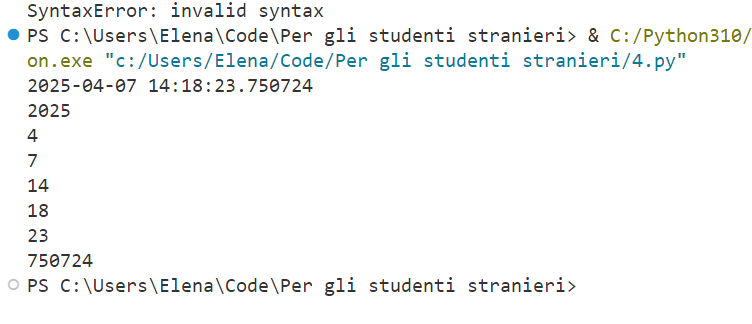 SyntaxError: invalid syntax
PS C:\Users\Elena\Code\Per gli studenti stranieri> & C:/Python310/
on.exe "c:/Users/Elena/Code/Per gli studenti stranieri/4.py"
2025-04-07 14:18:23.750724
2025
4
7
14
18
23
750724
PS C:\Users\Elena\Code\Per gli studenti stranieri>